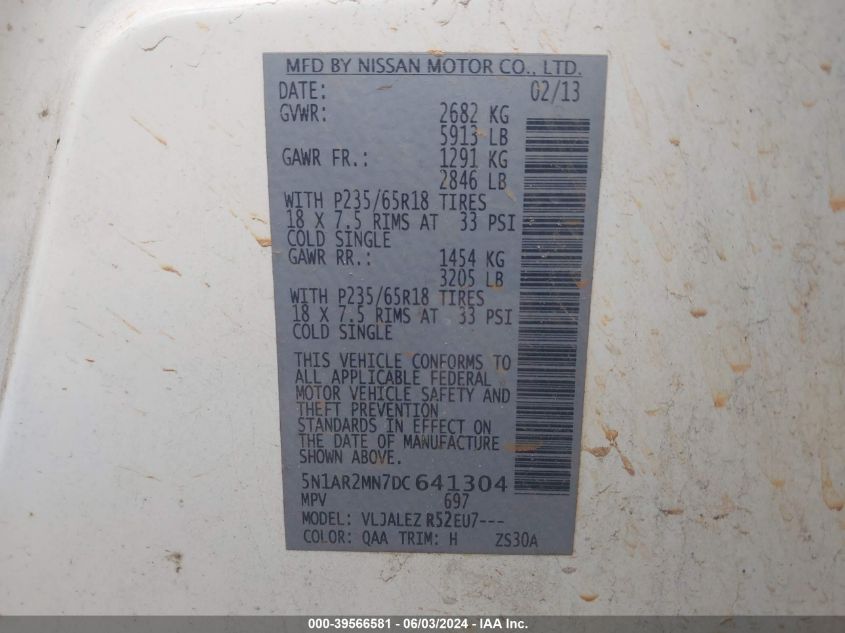 MFD BY NISSAN MOTOR CO., LTD.
DATE: 02/13
GVWR: 2682 KG
5913 LB
GAWR FR.: 1291 KG
2846 LB
WITH P235/65R18 TIRES
18 X 7.5 RIMS AT 33 PSI
COLD SINGLE
GAWR RR.: 1454 KG
3205 LB
WITH P235/65R18 TIRES
18 X 7.5 RIMS AT 33 PSI
COLD SINGLE
THIS VEHICLE CONFORMS TO
ALL APPLICABLE FEDERAL
MOTOR VEHICLE SAFETY AND
THEFT PREVENTION
STANDARDS IN EFFECT ON
THE DATE OF MANUFACTURE
SHOWN ABOVE.
5N1AR2MN7DC641304
MPV 697
MODEL: VLJALEZ R52EU7---
COLOR: QAA TRIM: H ZS30A
000-39566581 - 06/03/2024 - IAA Inc.